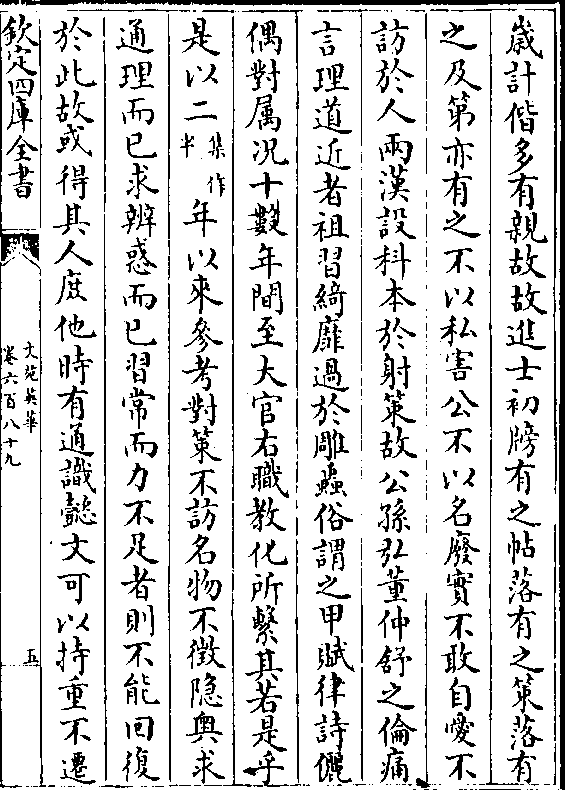 歲計偕多有親故故進士初牓有之帖落有之策落有
之及第亦有之不以私害公不以名廢實不敢自愛不
訪於人兩漢設科本於射策故公孫弘董仲舒之倫痛
言理道近者祖習綺靡過於雕蟲俗謂之甲賦律詩儷
偶對属况十數年間至大官右職教化所繫其若是乎
是以二集作半年以來參考對策不訪名物不徵隐奥求
通理而已求辨惑而已習常而力不足者則不能回復
於此故或得其人庶他時有通識懿文可以持重不遷
欽定四庫全書
文苑英華
卷六百八十九
五